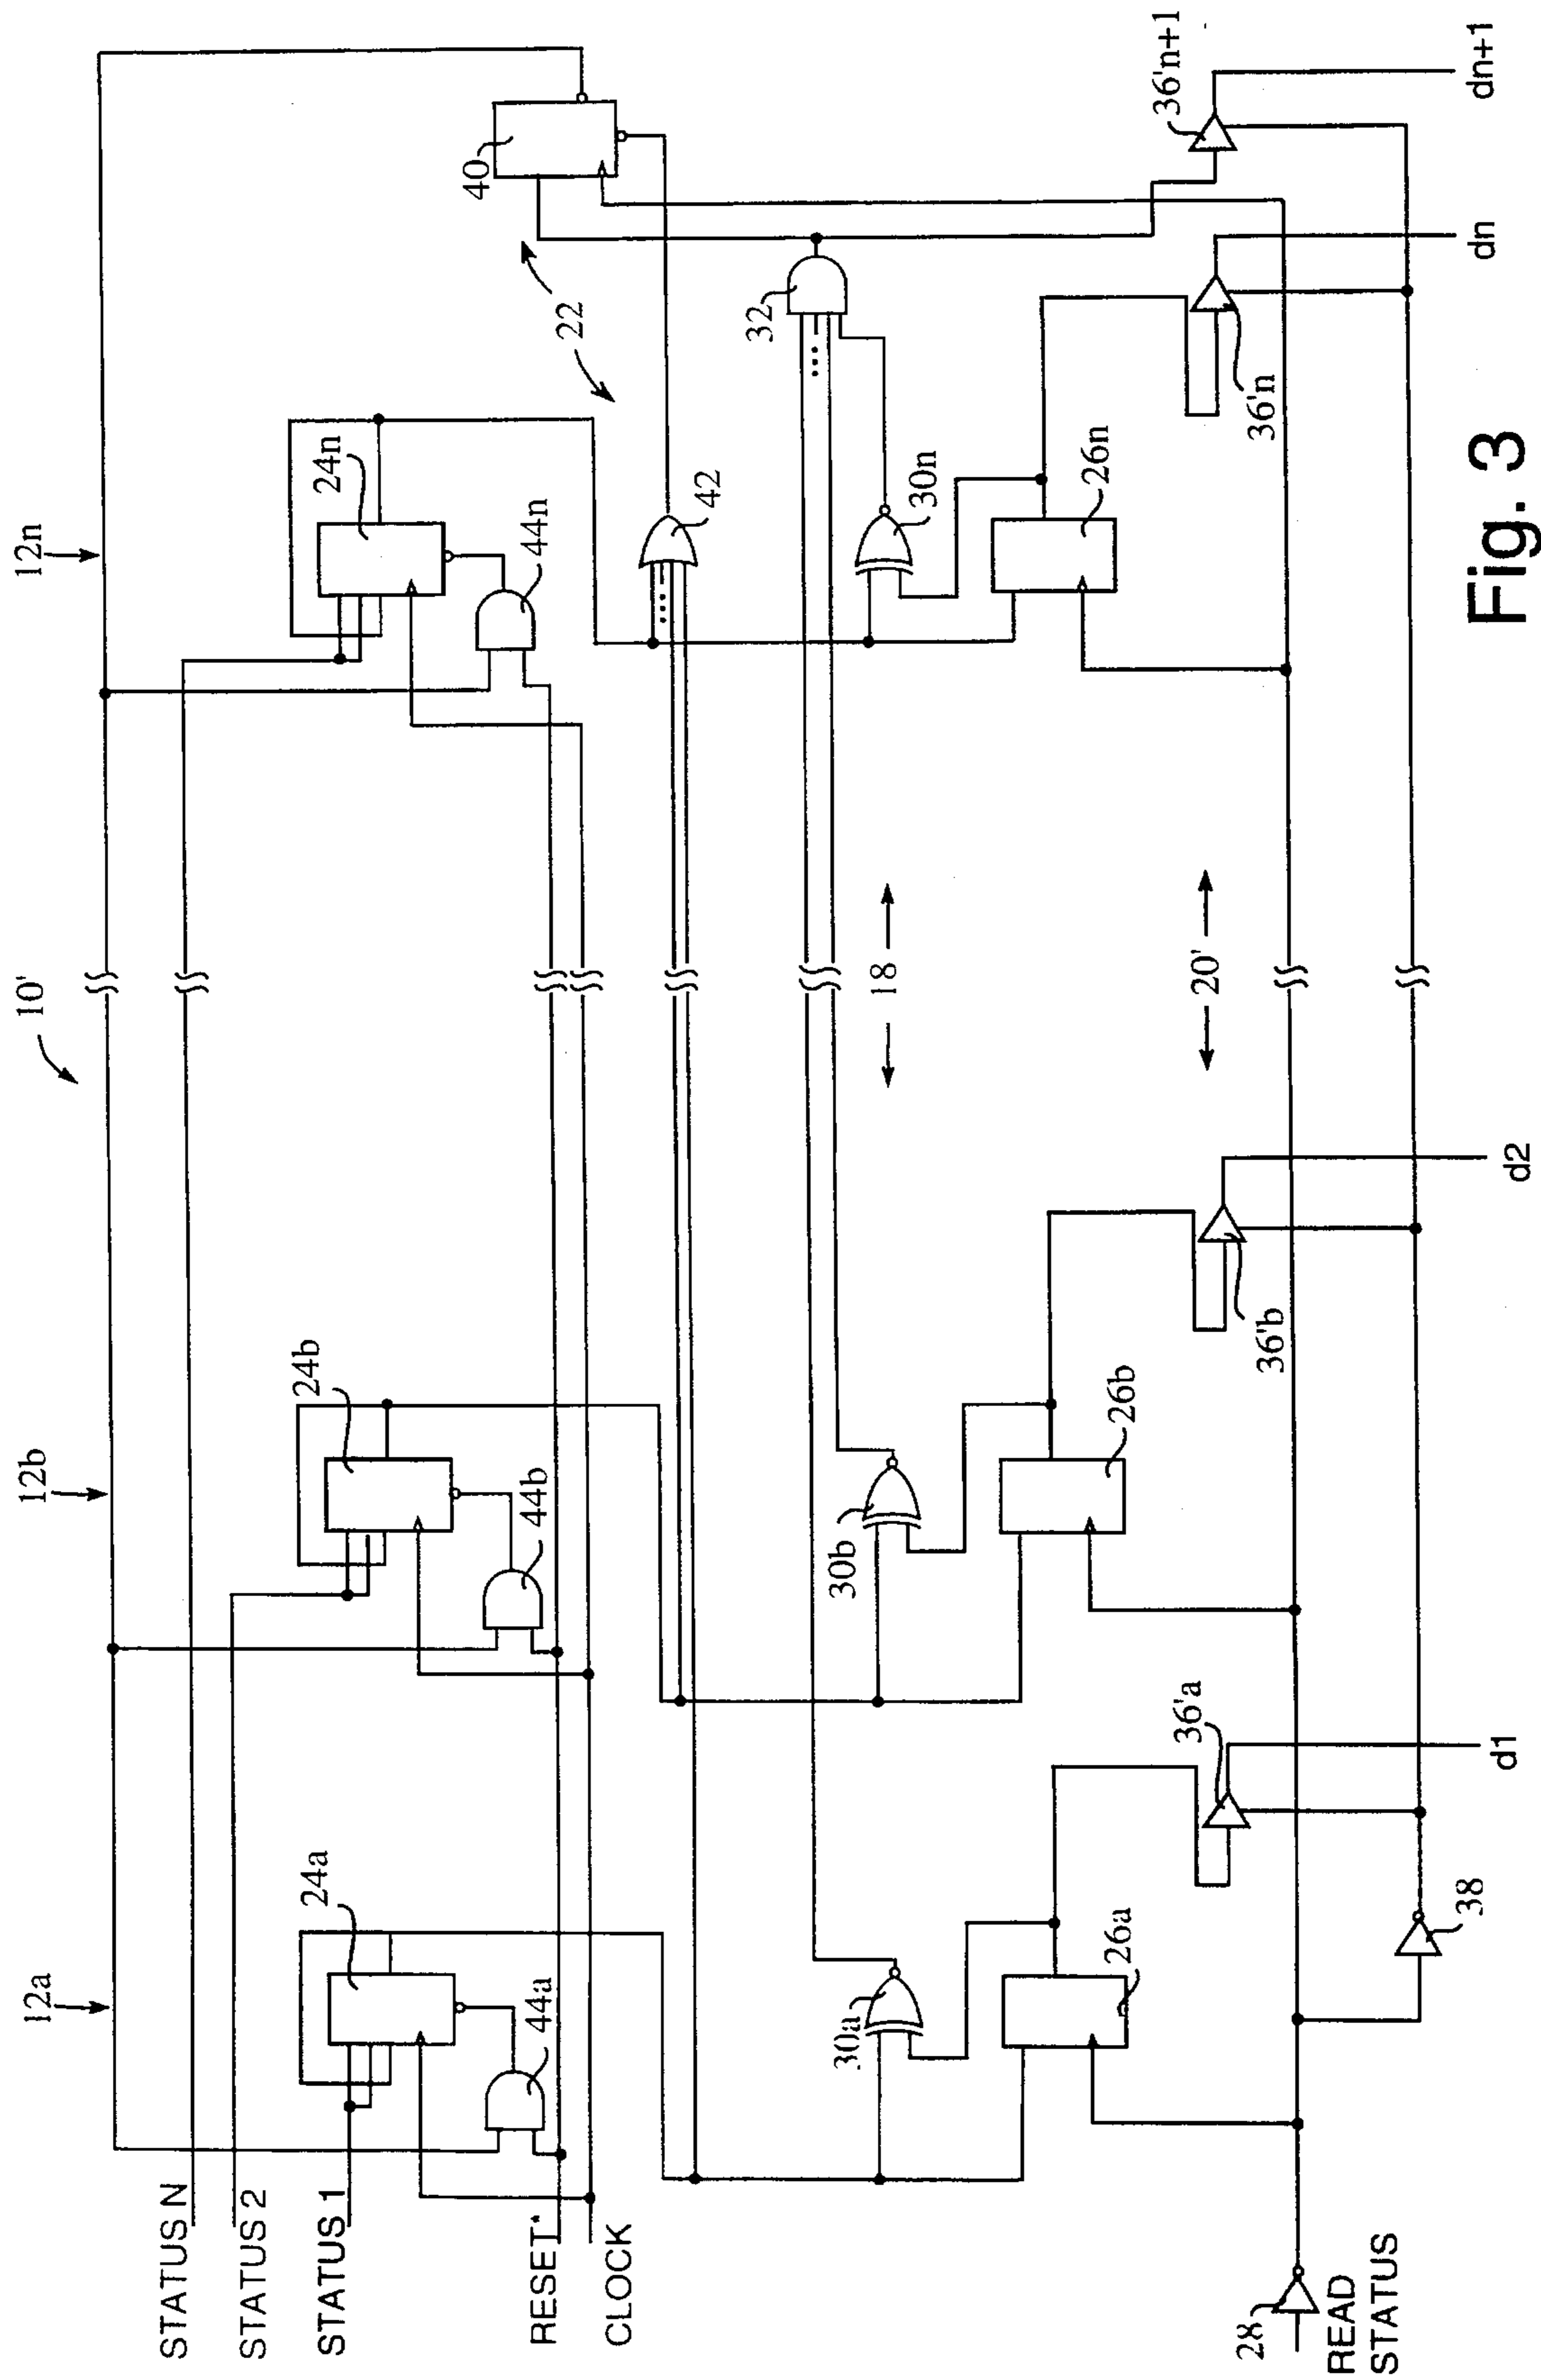 10'
12a
12b
12n
STATUS N
STATUS 2
STATUS 1
24a
24b
24n
40
44a
44b
44n
RESET*
CLOCK
22
42
32
30a
30b
30n
18
26a
26b
26n
36'a
36'b
36'n
36'n+1
20'
28
READ
STATUS
38
d1
d2
dn
dn+1
Fig. 3